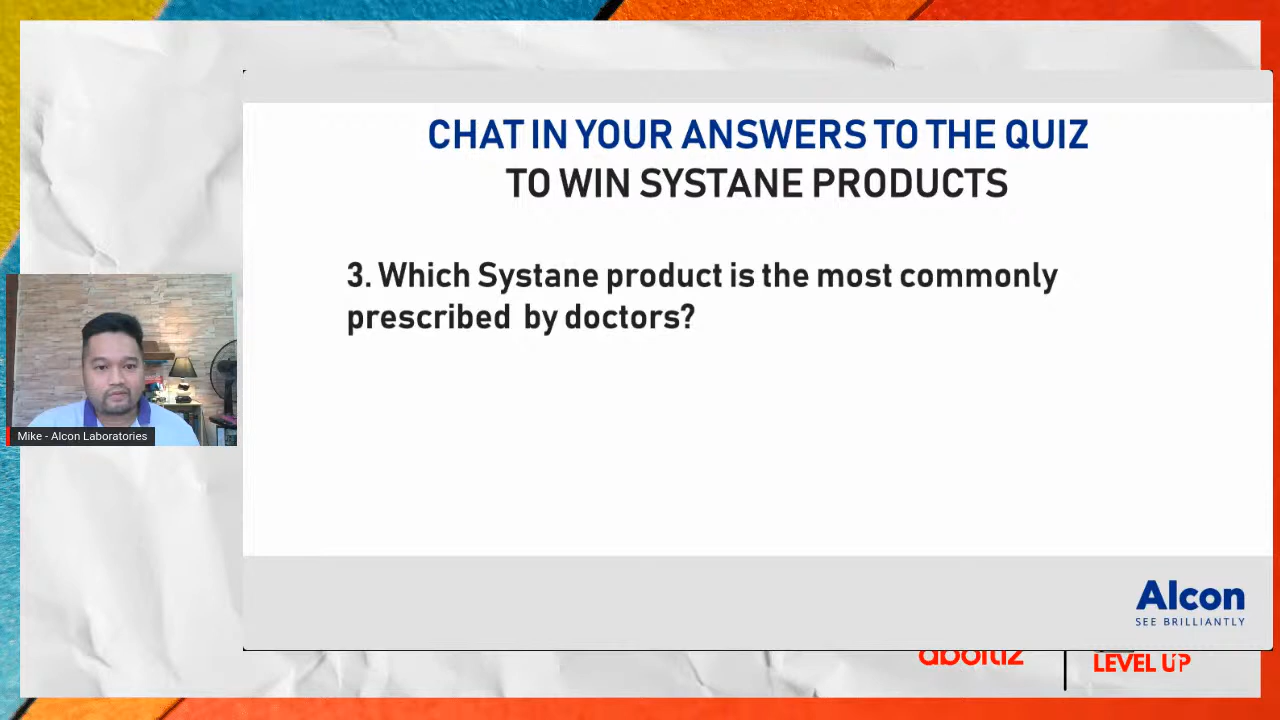 CHAT IN YOUR ANSWERS TO THE QUIZ
TO WIN SYSTANE PRODUCTS
3. Which Systane product is the most commonly
prescribed by doctors?
Mike - Alcon Laboratories
Alcon
SEE BRILLIANTLY
aboitiz
LEVEL UP